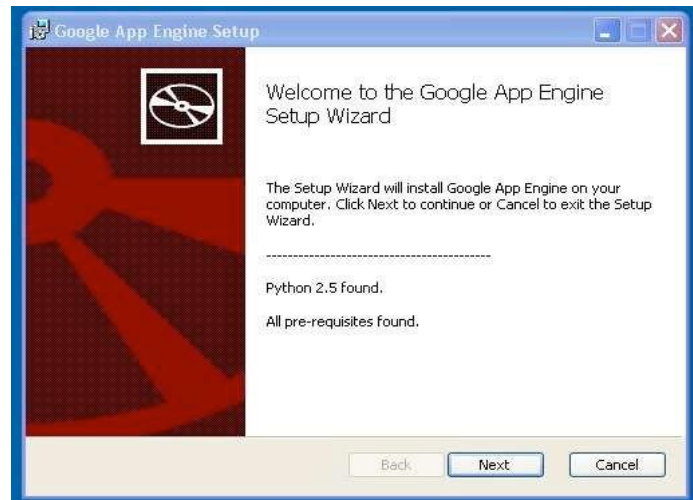 Google App Engine Setup
Welcome to the Google App Engine
Setup Wizard
The Setup Wizard will install Google App Engine on your
computer. Click Next to continue or Cancel to exit the Setup
Wizard.
-----------------------------------------
Python 2.5 found.
All pre-requisites found.
Back Next Cancel